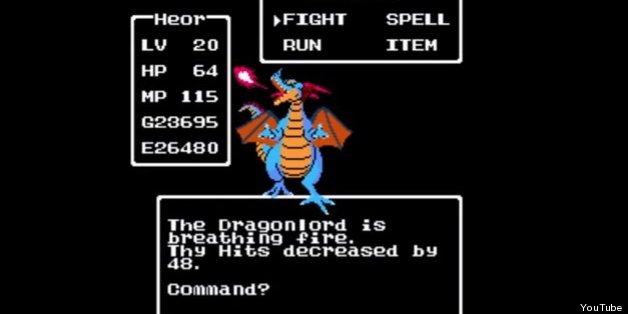 Heor
LV 20
HP 64
MP 115
G23695
E26480
▶FIGHT SPELL
RUN ITEM
The Dragonlord is
breathing fire.
Thy Hits decreased by
48.
Command?
YouTube